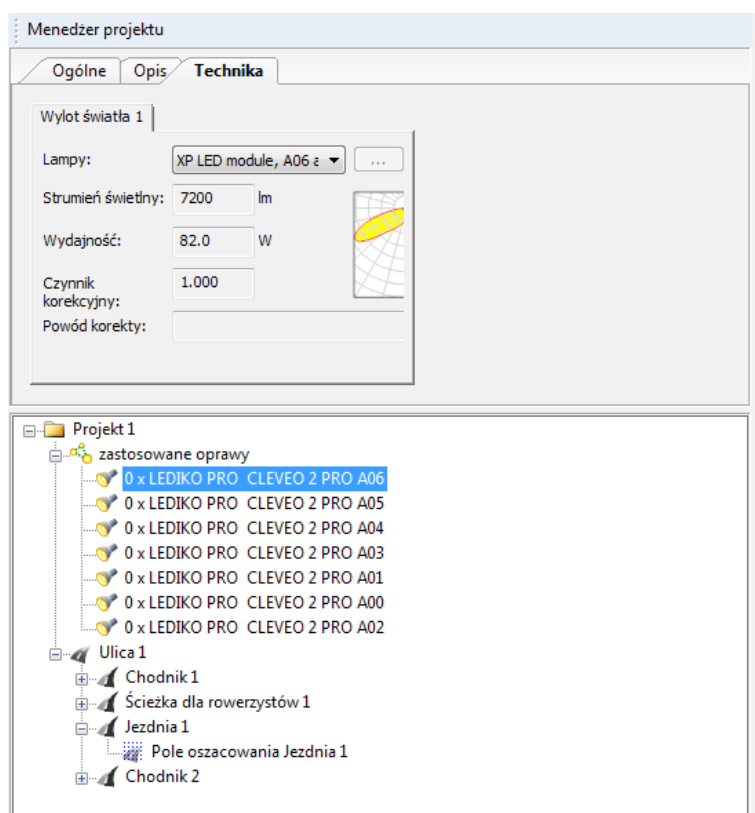 Menedżer projektu
Ogólne Opis Technika
Wylot światła 1
Lampy: XP LED module, A06 a ...
Strumień świetlny: 7200 lm
Wydajność: 82.0 W
Czynnik korekcyjny: 1.000
Powód korekty:
Projekt 1
zastosowane oprawy
0 x LEDIKO PRO CLEVEO 2 PRO A06
0 x LEDIKO PRO CLEVEO 2 PRO A05
0 x LEDIKO PRO CLEVEO 2 PRO A04
0 x LEDIKO PRO CLEVEO 2 PRO A03
0 x LEDIKO PRO CLEVEO 2 PRO A01
0 x LEDIKO PRO CLEVEO 2 PRO A00
0 x LEDIKO PRO CLEVEO 2 PRO A02
Ulica 1
Chodnik 1
Ścieżka dla rowerzystów 1
Jezdnia 1
Pole oszacowania Jezdnia 1
Chodnik 2